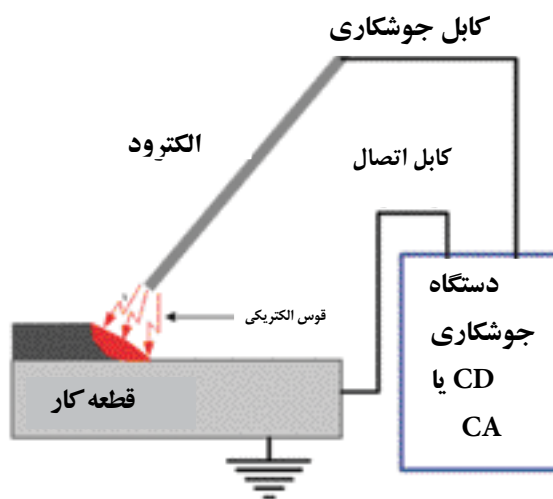 کابل جوشکاری
الکترود
کابل اتصال
قوس الکتریکی
دستگاه
جوشکاری
CD یا
CA
قطعه کار